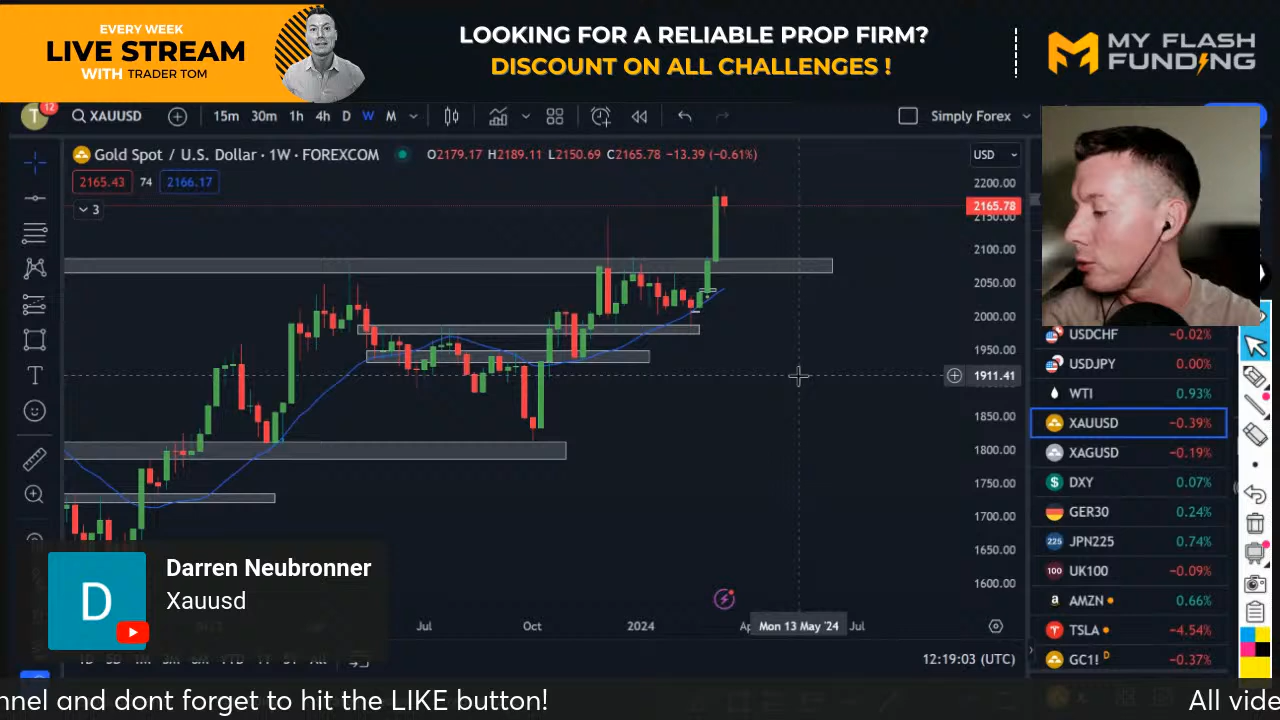 EVERY WEEK
LIVE STREAM
WITH TRADER TOM
LOOKING FOR A RELIABLE PROP FIRM?
DISCOUNT ON ALL CHALLENGES !
MY FLASH
FUNDING
T
12
XAUUSD
15m 30m 1h 4h D W M
Simply Forex
Gold Spot / U.S. Dollar · 1W · FOREXCOM
O2179.17 H2189.11 L2150.69 C2165.78 −13.39 (−0.61%)
USD
2165.43 74 2166.17
3
2200.00
2165.78
2150.00
2100.00
2050.00
2000.00
1950.00
1911.41
1850.00
1800.00
1750.00
1700.00
1650.00
1600.00
Jul Oct 2024 Mon 13 May '24 Jul
12:19:03 (UTC)
USDCHF −0.02%
USDJPY 0.00%
WTI 0.93%
XAUUSD −0.39%
XAGUSD −0.19%
DXY 0.07%
GER30 0.24%
JPN225 0.74%
UK100 −0.09%
AMZN 0.66%
TSLA −4.54%
GC1! D −0.37%
D
Darren Neubronner
Xauusd
nnel and dont forget to hit the LIKE button!
All vide